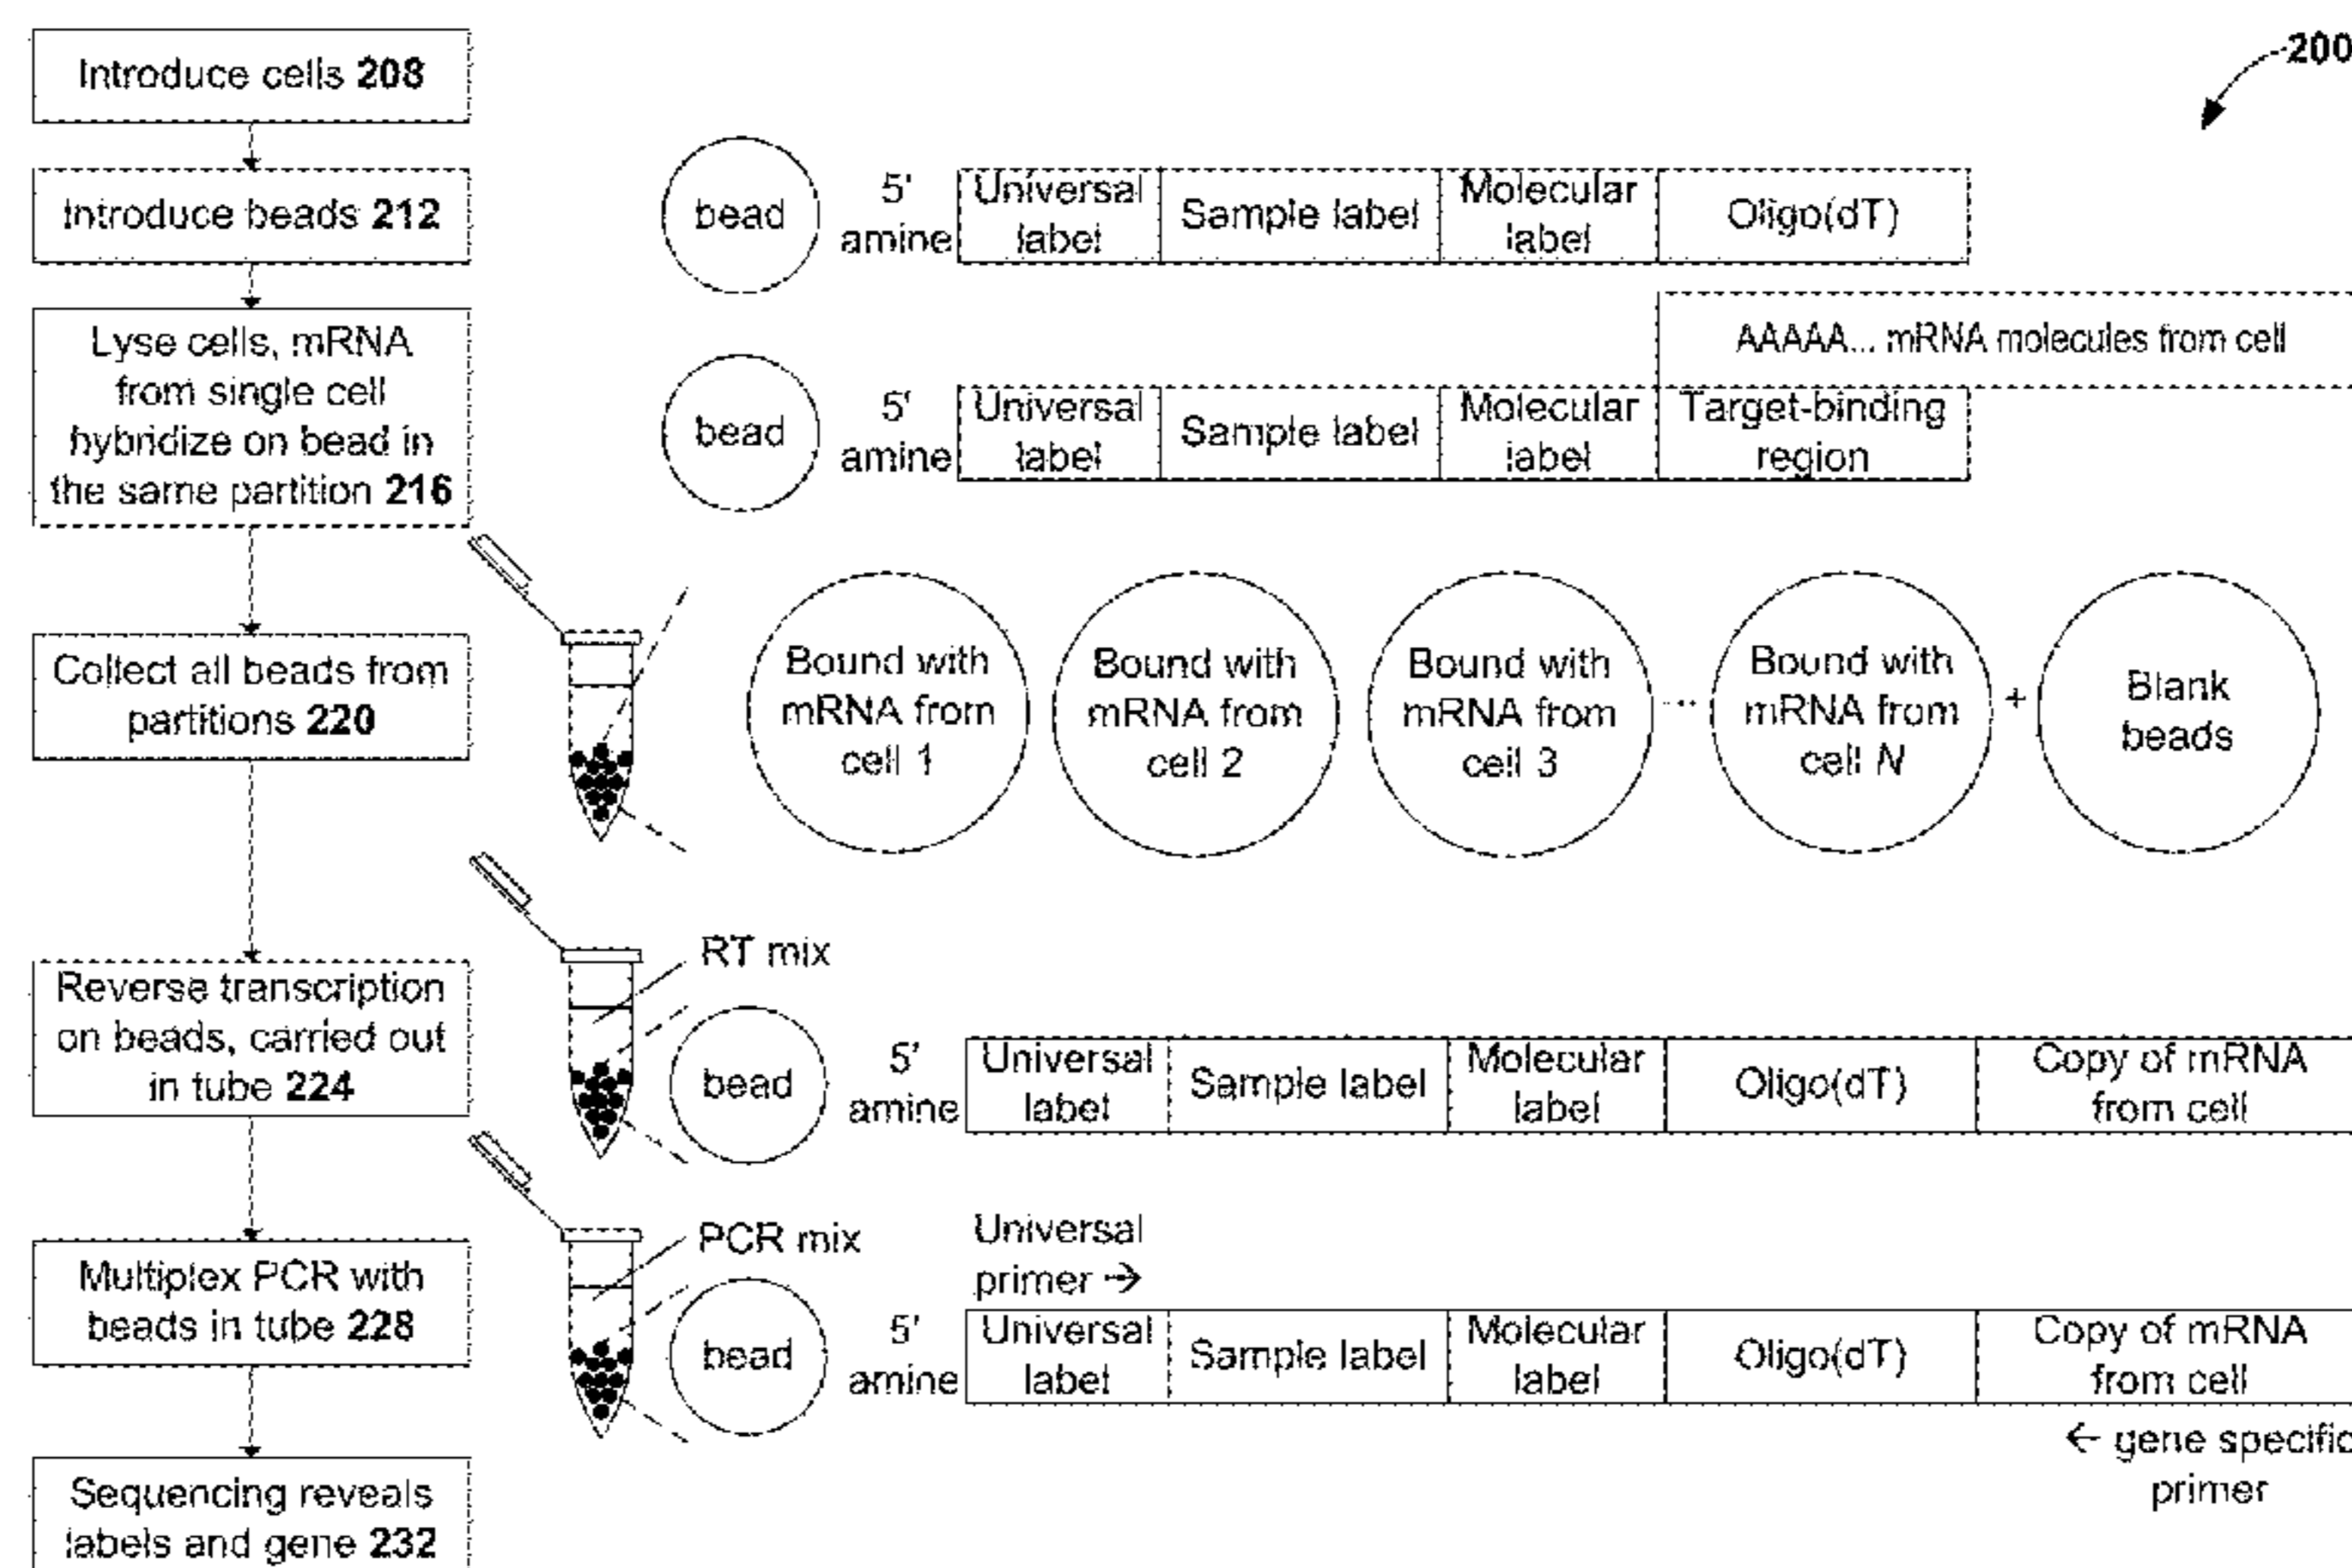 200
Introduce cells 208
Introduce beads 212
bead
5'
amine
Universal
label
Sample label
Molecular
label
Oligo(dT)
Lyse cells, mRNA
from single cell
hybridize on bead in
the same partition 216
AAAAA... mRNA molecules from cell
bead
5'
amine
Universal
label
Sample label
Molecular
label
Target-binding
region
Collect all beads from
partitions 220
Bound with
mRNA from
cell 1
Bound with
mRNA from
cell 2
Bound with
mRNA from
cell 3
...
Bound with
mRNA from
cell N
+
Blank
beads
Reverse transcription
on beads, carried out
in tube 224
RT mix
bead
5'
amine
Universal
label
Sample label
Molecular
label
Oligo(dT)
Copy of mRNA
from cell
Multiplex PCR with
beads in tube 228
PCR mix
Universal
primer →
bead
5'
amine
Universal
label
Sample label
Molecular
label
Oligo(dT)
Copy of mRNA
from cell
← gene specific
primer
Sequencing reveals
labels and gene 232